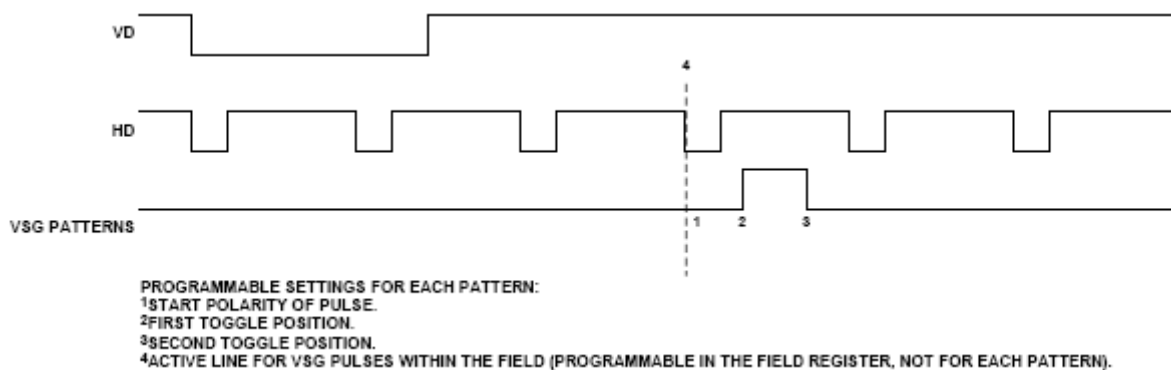 VD
4
HD
VSG PATTERNS
1 2 3
PROGRAMMABLE SETTINGS FOR EACH PATTERN:
1START POLARITY OF PULSE.
2FIRST TOGGLE POSITION.
3SECOND TOGGLE POSITION.
4ACTIVE LINE FOR VSG PULSES WITHIN THE FIELD (PROGRAMMABLE IN THE FIELD REGISTER, NOT FOR EACH PATTERN).